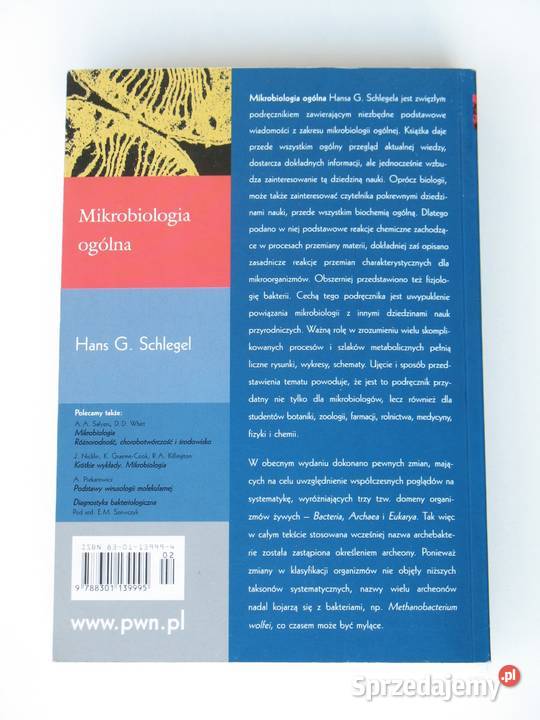 Mikrobiologia
ogólna
Hans G. Schlegel
Polecamy także:
A. A. Salyers, D. D. Whitt
Mikrobiologia
Różnorodność, chorobotwórczość i środowisko
J. Nicklin, K. Graeme-Cook, R. A. Killington
Krótkie wykłady. Mikrobiologia
A. Piekarowicz
Podstawy wirusologii molekularnej
Diagnostyka bakteriologiczna
Pod red. E.M. Szewczyk
ISBN 83-01-13999-4
02
9 788301 139995
www.pwn.pl
Mikrobiologia ogólna Hansa G. Schlegela jest zwięzłym
podręcznikiem zawierającym niezbędne podstawowe
wiadomości z zakresu mikrobiologii ogólnej. Książka daje
przede wszystkim ogólny przegląd aktualnej wiedzy,
dostarcza dokładnych informacji, ale jednocześnie wzbu-
dza zainteresowanie tą dziedziną nauki. Oprócz biologii,
może także zainteresować czytelnika pokrewnymi dziedzi-
nami nauki, przede wszystkim biochemią ogólną. Dlatego
podano w niej podstawowe reakcje chemiczne zachodzą-
ce w procesach przemiany materii, dokładniej zaś opisano
zasadnicze reakcje przemian charakterystycznych dla
mikroorganizmów. Obszerniej przedstawiono też fizjolo-
gię bakterii. Cechą tego podręcznika jest uwypuklenie
powiązania mikrobiologii z innymi dziedzinami nauk
przyrodniczych. Ważną rolę w zrozumieniu wielu skompli-
kowanych procesów i szlaków metabolicznych pełnią
liczne rysunki, wykresy, schematy. Ujęcie i sposób przed-
stawienia tematu powoduje, że jest to podręcznik przy-
datny nie tylko dla mikrobiologów, lecz również dla
studentów botaniki, zoologii, farmacji, rolnictwa, medycyny,
fizyki i chemii.
W obecnym wydaniu dokonano pewnych zmian, mają-
cych na celu uwzględnienie współczesnych poglądów na
systematykę, wyróżniających trzy tzw. domeny organi-
zmów żywych – Bacteria, Archaea i Eukarya. Tak więc
w całym tekście stosowana wcześniej nazwa archebakte-
rie została zastąpiona określeniem archeony. Ponieważ
zmiany w klasyfikacji organizmów nie objęły niższych
taksonów systematycznych, nazwy wielu archeonów
nadal kojarzą się z bakteriami, np. Methanobacterium
wolfei, co czasem może być mylące.
Sprzedajemy.pl